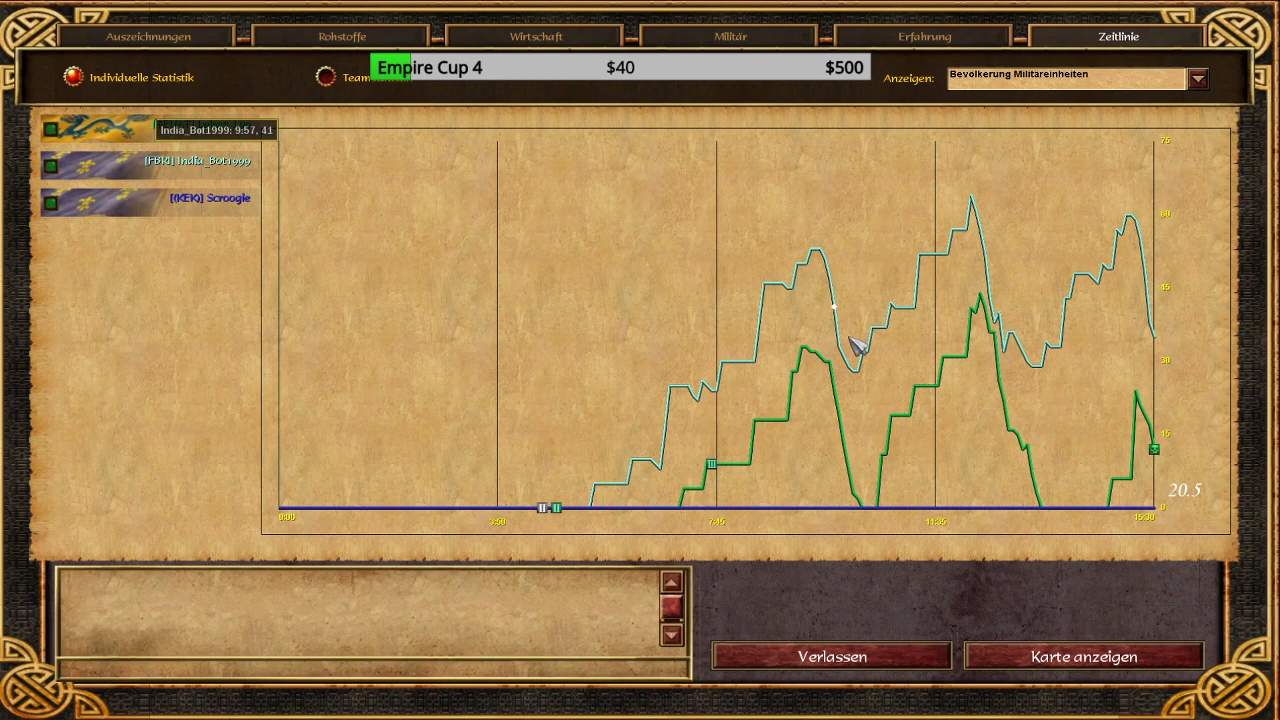 Auszeichnungen
Rohstoffe
Wirtschaft
Militär
Erfahrung
Zeitlinie
Individuelle Statistik
Team
Empire Cup 4
$40
$500
Anzeigen:
Bevölkerung Militäreinheiten
India_Bot1999: 9:57, 41
[FBR!] India_Bot1999
[(KEK)] Scroogie
75
60
45
30
15
0
20.5
0:00
3:50
7:45
11:35
15:30
Verlassen
Karte anzeigen